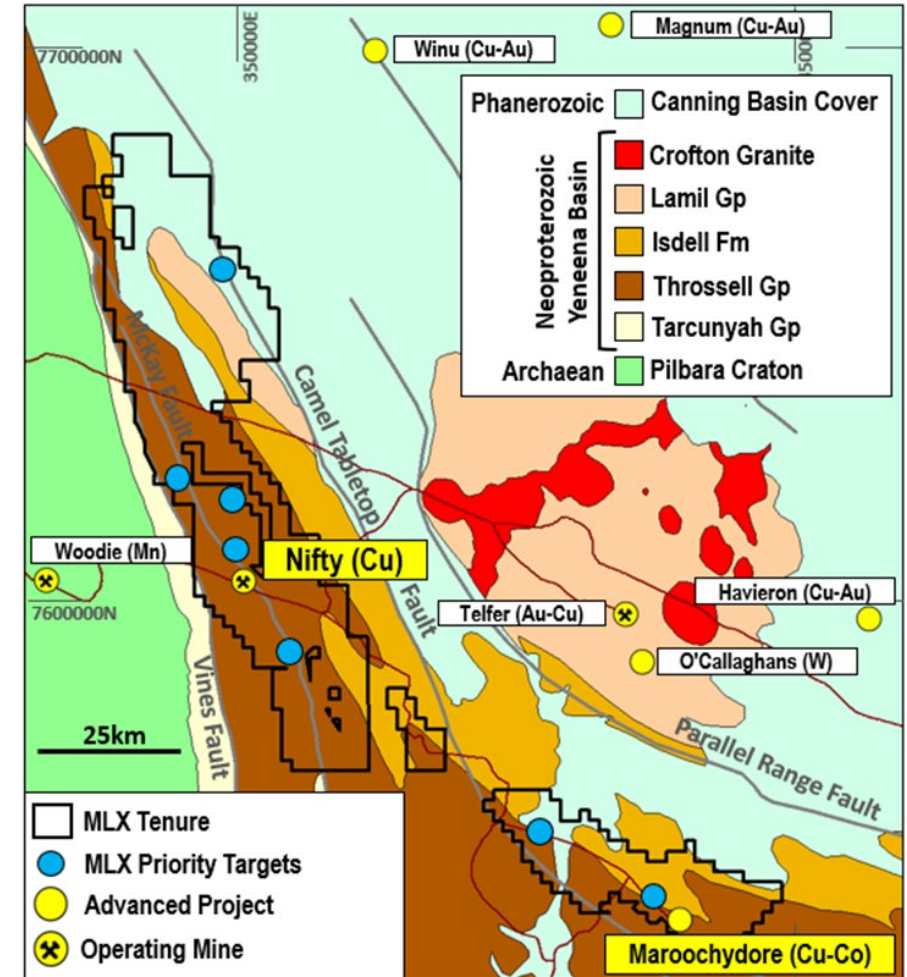 7700000N
350000E
Winu (Cu-Au)
Magnum (Cu-Au)
Phanerozoic
Canning Basin Cover
Neoproterozoic
Yeneena Basin
Crofton Granite
Lamil Gp
Isdell Fm
Throssell Gp
Tarcunyah Gp
Archaean
Pilbara Craton
McKay Fault
Camel Tabletop
Fault
Woodie (Mn)
Nifty (Cu)
7600000N
Telfer (Au-Cu)
Havieron (Cu-Au)
O'Callaghans (W)
Vines Fault
25km
Parallel Range Fault
MLX Tenure
MLX Priority Targets
Advanced Project
Operating Mine
Maroochydore (Cu-Co)